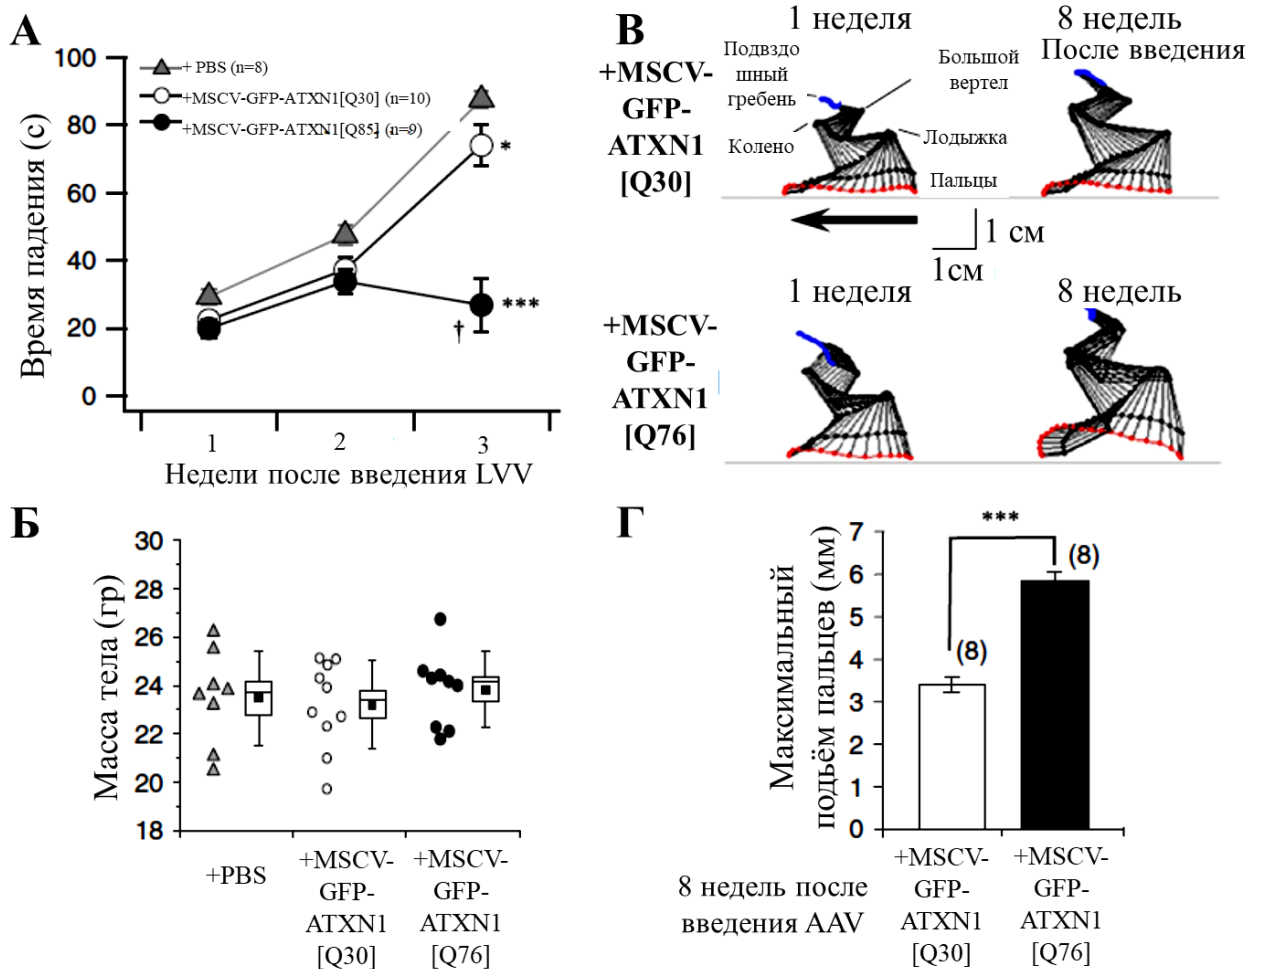 А
Время падения (с)
100
80
60
40
20
0
+ PBS (n=8)
+MSCV-GFP-ATXN1[Q30] (n=10)
+MSCV-GFP-ATXN1[Q85] (n=9)
*
***
†
1 2 3
Недели после введения LVV
В
+MSCV-
GFP-
ATXN1
[Q30]
1 неделя
8 недель
После введения
Подвздо
шный
гребень
Большой
вертел
Колено
Лодыжка
Пальцы
1 см
1см
+MSCV-
GFP-
ATXN1
[Q76]
1 неделя
8 недель
Б
Масса тела (гр)
30
28
26
24
22
20
18
+PBS
+MSCV-
GFP-
ATXN1
[Q30]
+MSCV-
GFP-
ATXN1
[Q76]
Г
Максимальный
подьём пальцев (мм)
7
6
5
4
3
2
1
0
***
(8)
(8)
8 недель после
введения AAV
+MSCV-
GFP-
ATXN1
[Q30]
+MSCV-
GFP-
ATXN1
[Q76]